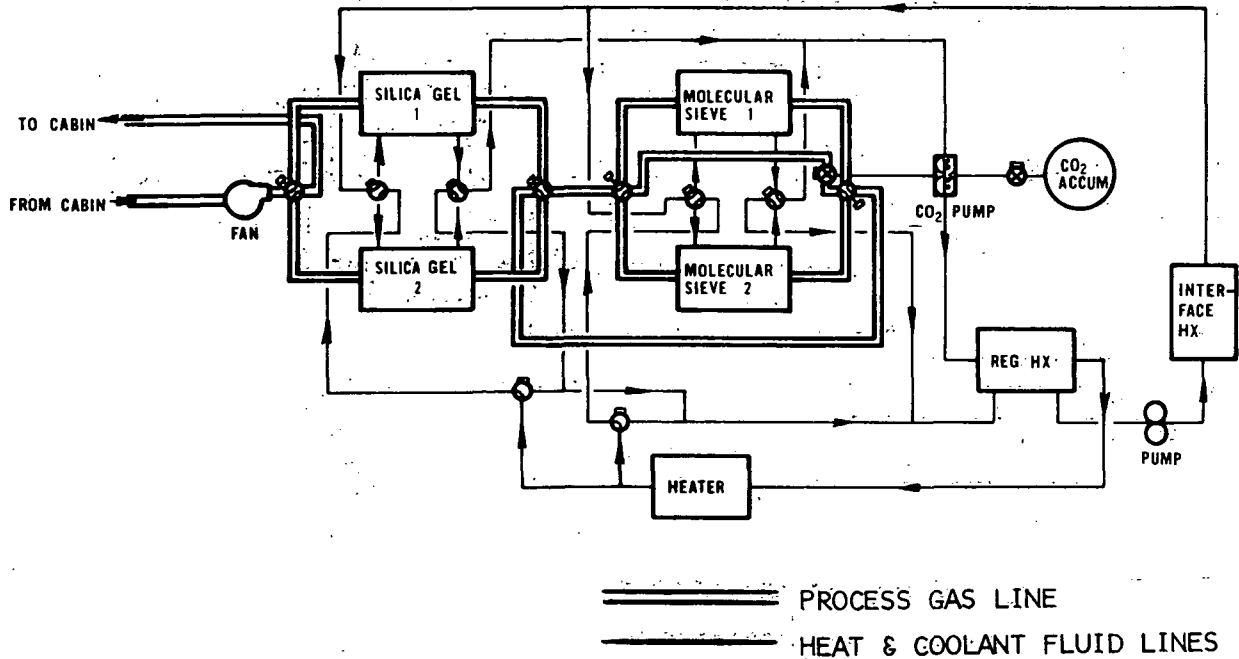 SILICA GEL
1
MOLECULAR
SIEVE 1
TO CABIN
FROM CABIN
FAN
CO₂
ACCUM.
CO₂ PUMP
SILICA GEL
2
MOLECULAR
SIEVE 2
INTER-
FACE
HX
REG HX
PUMP
HEATER
PROCESS GAS LINE
HEAT & COOLANT FLUID LINES